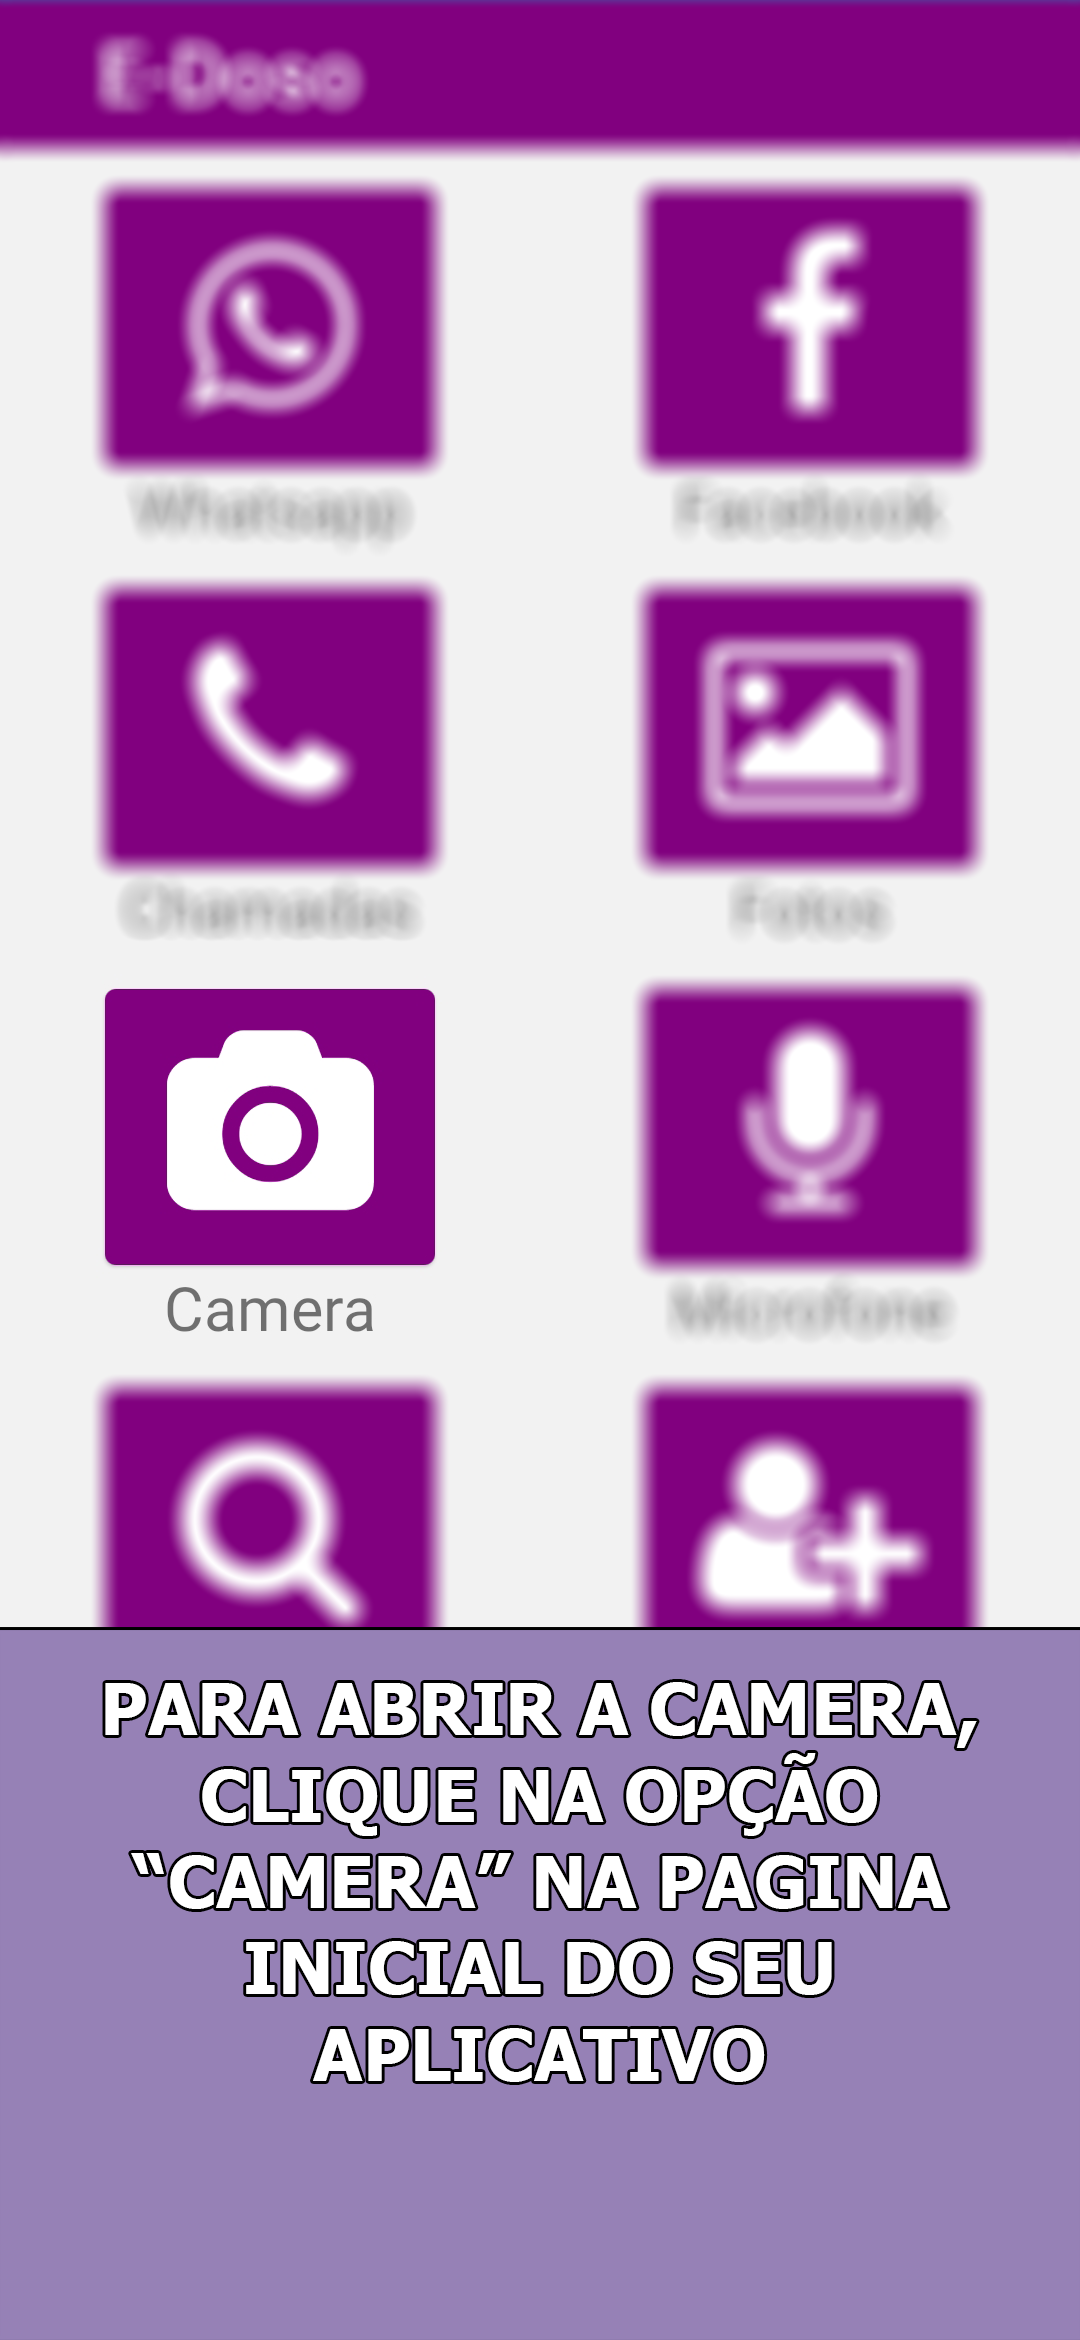 E-Doso
Whatsapp Facebook
Chamadas Fotos
Camera Microfone
PARA ABRIR A CAMERA,
CLIQUE NA OPÇÃO
“CAMERA” NA PAGINA
INICIAL DO SEU
APLICATIVO